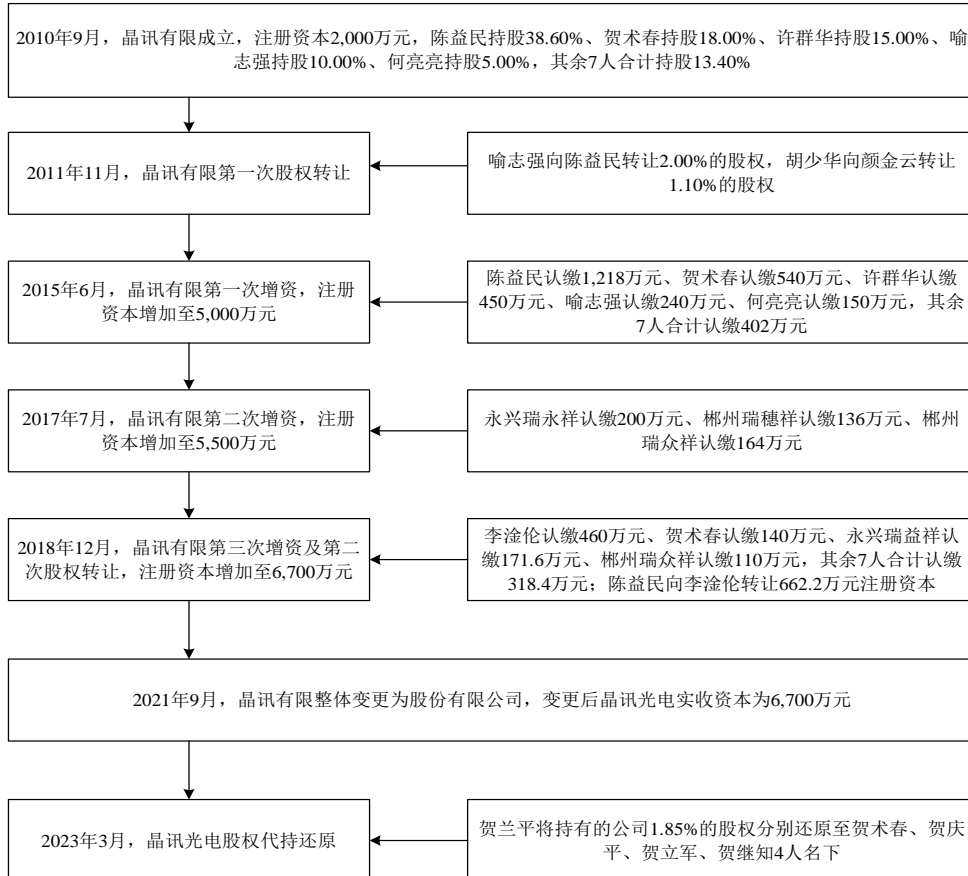 2010年9月，晶讯有限成立，注册资本2,000万元，陈益民持股38.60%、贺术春持股18.00%、许群华持股15.00%、喻
志强持股10.00%、何亮亮持股5.00%，其余7人合计持股13.40%
2011年11月，晶讯有限第一次股权转让
喻志强向陈益民转让2.00%的股权，胡少华向颜金云转让
1.10%的股权
2015年6月，晶讯有限第一次增资，注册
资本增加至5,000万元
陈益民认缴1,218万元、贺术春认缴540万元、许群华认缴
450万元、喻志强认缴240万元、何亮亮认缴150万元，其余
7人合计认缴402万元
2017年7月，晶讯有限第二次增资，注册
资本增加至5,500万元
永兴瑞永祥认缴200万元、郴州瑞穗祥认缴136万元、郴州
瑞众祥认缴164万元
2018年12月，晶讯有限第三次增资及第二
次股权转让，注册资本增加至6,700万元
李淦伦认缴460万元、贺术春认缴140万元、永兴瑞益祥认
缴171.6万元、郴州瑞众祥认缴110万元，其余7人合计认缴
318.4万元；陈益民向李淦伦转让662.2万元注册资本
2021年9月，晶讯有限整体变更为股份有限公司，变更后晶讯光电实收资本为6,700万元
2023年3月，晶讯光电股权代持还原
贺兰平将持有的公司1.85%的股权分别还原至贺术春、贺庆
平、贺立军、贺继知4人名下